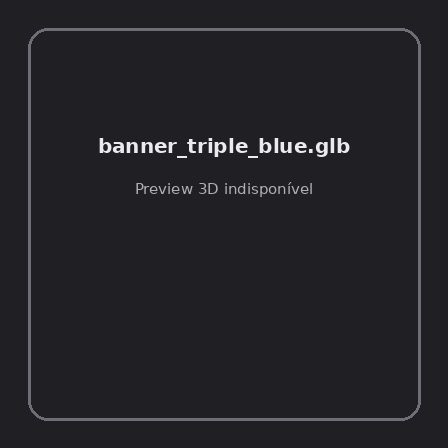 banner_triple_blue.glb
Preview 3D indisponível